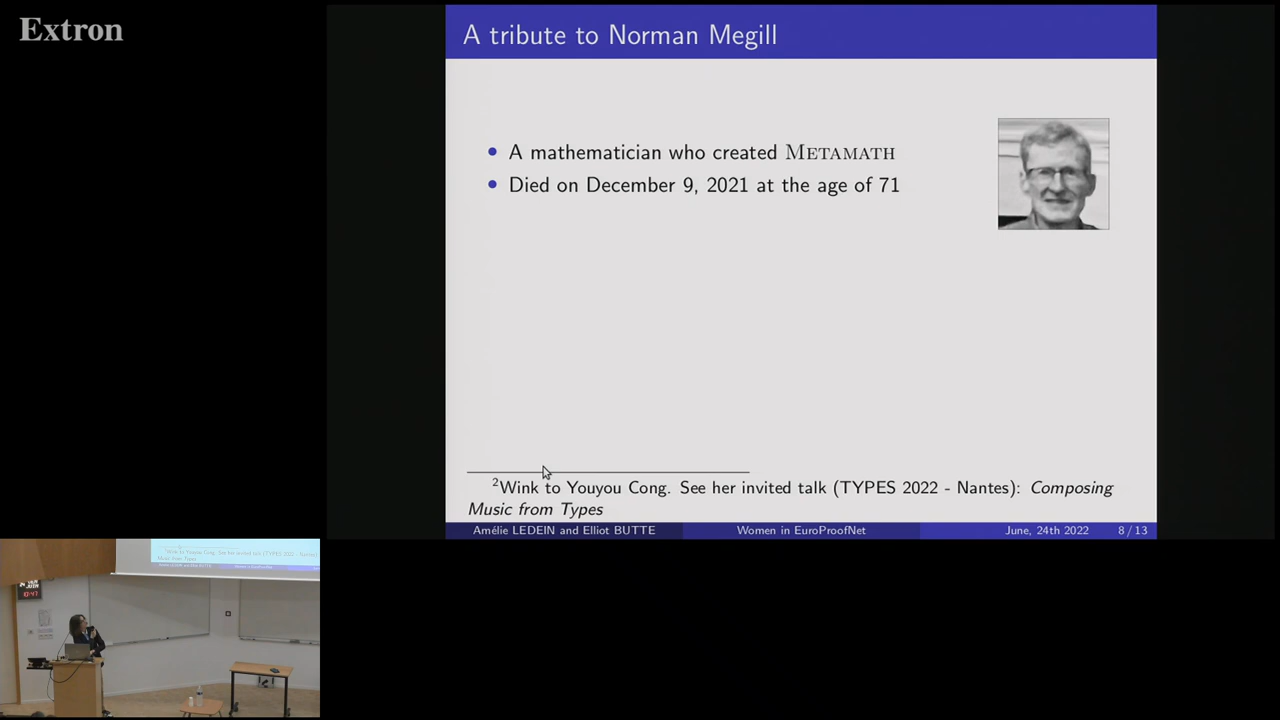 Extron
A tribute to Norman Megill
• A mathematician who created METAMATH
• Died on December 9, 2021 at the age of 71
2Wink to Youyou Cong. See her invited talk (TYPES 2022 - Nantes): Composing
Music from Types
Amélie LEDEIN and Elliot BUTTE Women in EuroProofNet June, 24th 2022 8 / 13